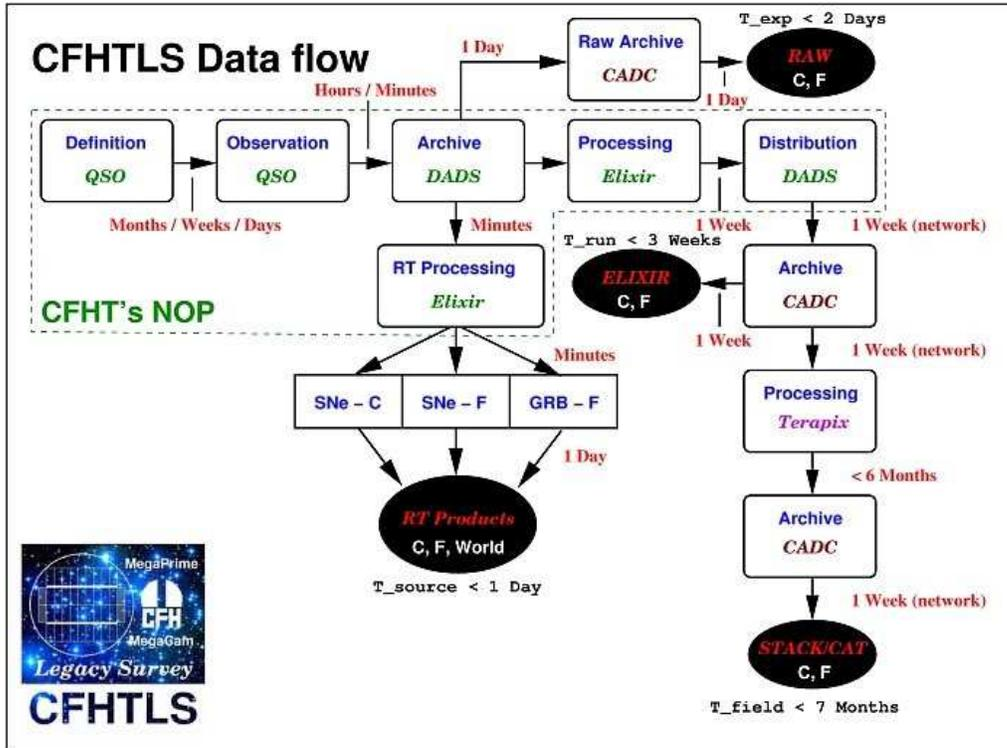 CFHTLS Data flow
T_exp < 2 Days
1 Day
Raw Archive
CADC
RAW
C, F
1 Day
Hours / Minutes
Definition
QSO
Observation
QSO
Archive
DADS
Processing
Elixir
Distribution
DADS
Months / Weeks / Days
Minutes
1 Week
1 Week (network)
T_run < 3 Weeks
RT Processing
Elixir
CFHT's NOP
ELIXIR
C, F
Archive
CADC
1 Week
1 Week (network)
Minutes
SNe – C
SNe – F
GRB – F
Processing
Terapix
1 Day
< 6 Months
RT Products
C, F, World
T_source < 1 Day
Archive
CADC
1 Week (network)
MegaPrime
CFH
MegaCam
Legacy Survey
CFHTLS
STACK/CAT
C, F
T_field < 7 Months